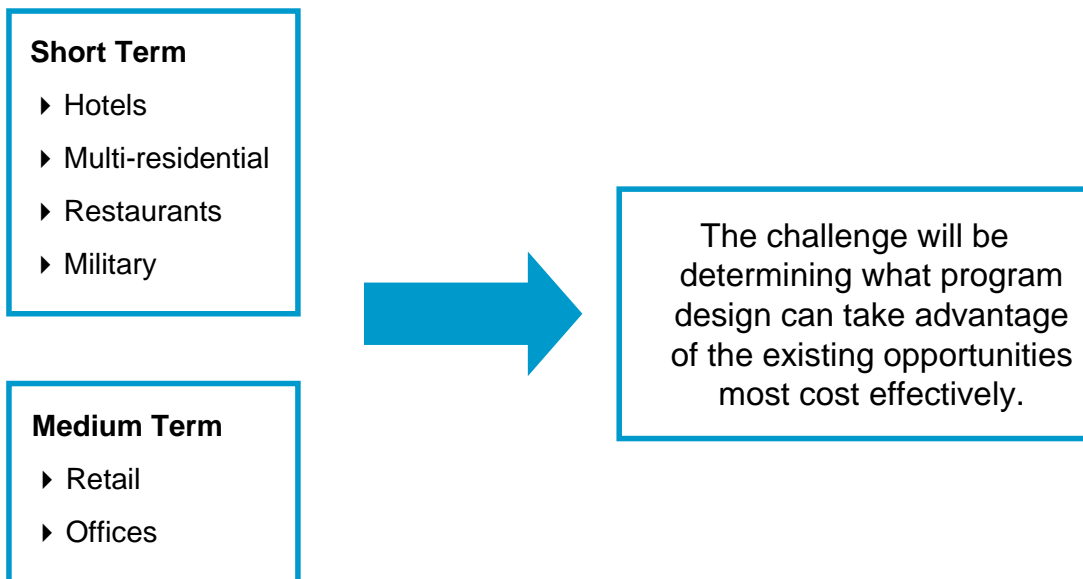 Short Term
Hotels
Multi-residential
Restaurants
Military
Medium Term
Retail
Offices
The challenge will be
determining what program
design can take advantage
of the existing opportunities
most cost effectively.